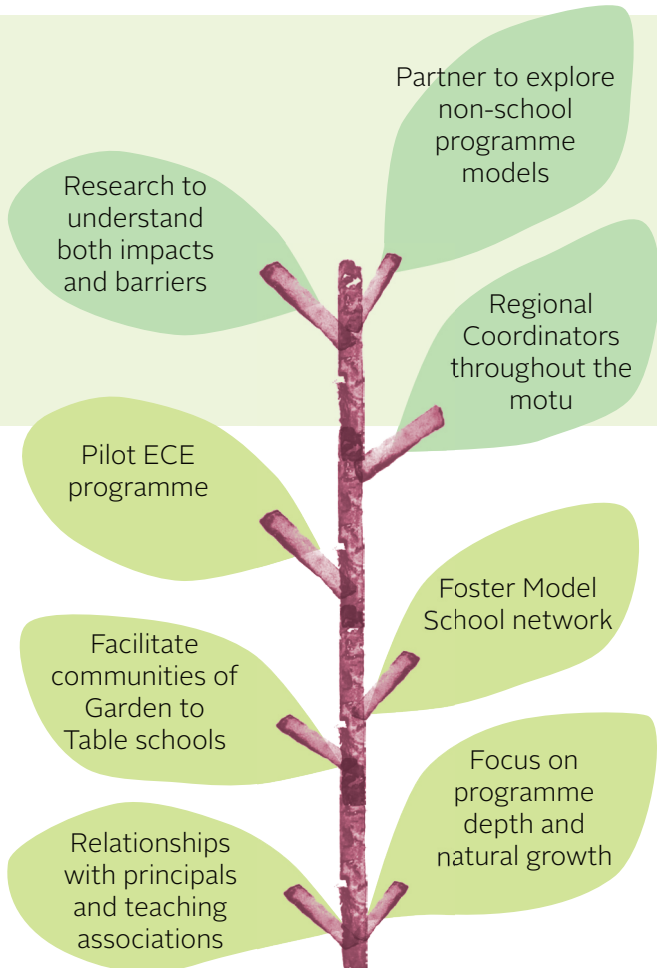 Partner to explore
non-school
programme
models
Research to
understand
both impacts
and barriers
Regional
Coordinators
throughout the
motu
Pilot ECE
programme
Foster Model
School network
Facilitate
communities of
Garden to
Table schools
Focus on
programme
depth and
natural growth
Relationships
with principals
and teaching
associations